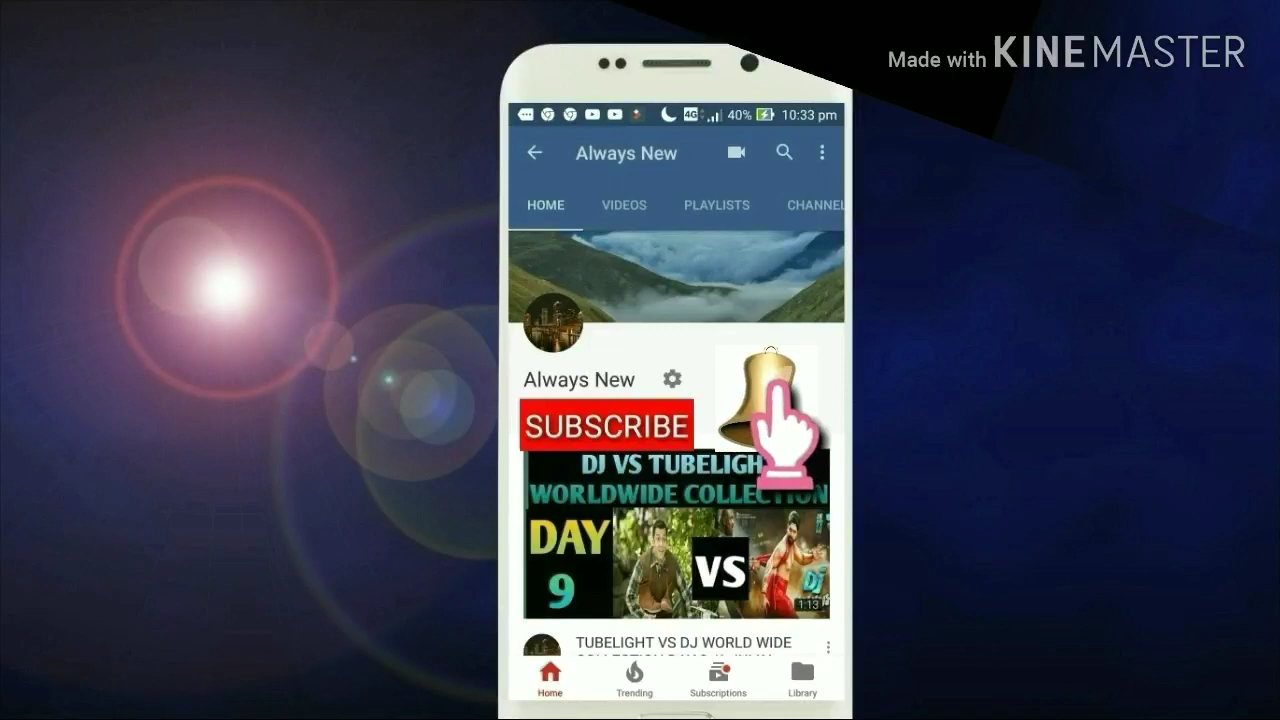 Made with KINEMASTER
4G 40% 10:33 pm
Always New
HOME VIDEOS PLAYLISTS CHANNEL
Always New
SUBSCRIBE
DJ VS TUBELIGH
WORLDWIDE COLLECTION
DAY
9
VS
DJ
1:13
TUBELIGHT VS DJ WORLD WIDE
Home Trending Subscriptions Library